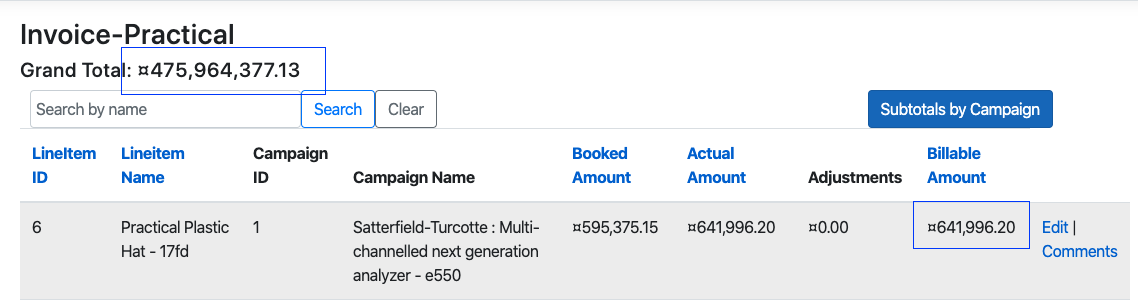 Invoice-Practical
Grand Total: ¤475,964,377.13
Search by name Search Clear Subtotals by Campaign
LineItem Lineitem Campaign Booked Actual Billable
ID Name ID Campaign Name Amount Amount Adjustments Amount
6 Practical Plastic 1 Satterfield-Turcotte : Multi- ¤595,375.15 ¤641,996.20 ¤0.00 ¤641,996.20 Edit |
Hat - 17fd channelled next generation Comments
analyzer - e550